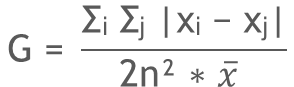 G = Σi Σj |xi − xj| / 2n² * x̄